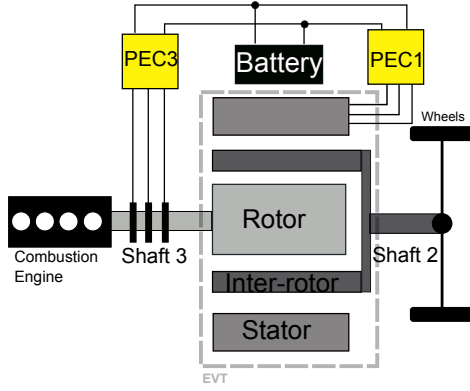 PEC3
Battery
PEC1
Wheels
Rotor
Combustion
Engine
Shaft 3
Shaft 2
Inter-rotor
Stator
EVT